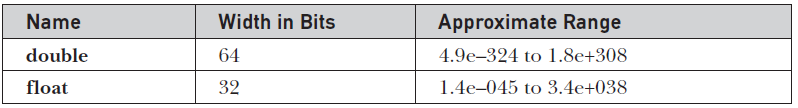 Name Width in Bits Approximate Range
double 64 4.9e–324 to 1.8e+308
float 32 1.4e–045 to 3.4e+038